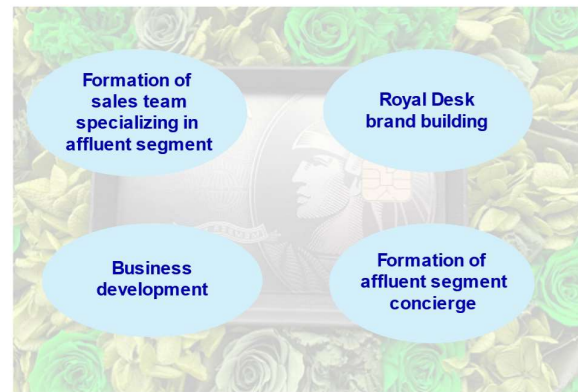 Formation of
sales team
specializing in
affluent segment
Royal Desk
brand building
Business
development
Formation of
affluent segment
concierge